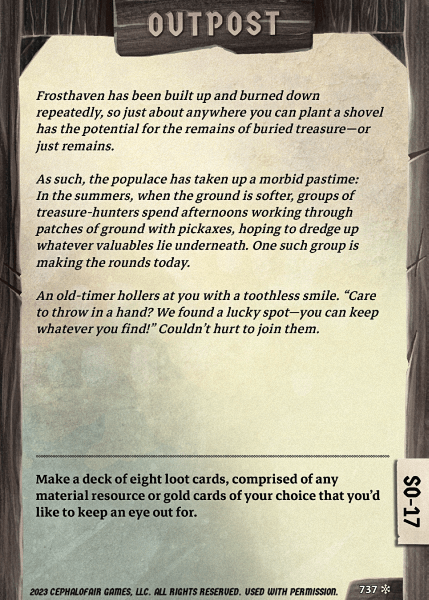 OUTPOST
Frosthaven has been built up and burned down
repeatedly, so just about anywhere you can plant a shovel
has the potential for the remains of buried treasure—or
just remains.
As such, the populace has taken up a morbid pastime:
In the summers, when the ground is softer, groups of
treasure-hunters spend afternoons working through
patches of ground with pickaxes, hoping to dredge up
whatever valuables lie underneath. One such group is
making the rounds today.
An old-timer hollers at you with a toothless smile. “Care
to throw in a hand? We found a lucky spot—you can keep
whatever you find!” Couldn’t hurt to join them.
Make a deck of eight loot cards, comprised of any
material resource or gold cards of your choice that you’d
like to keep an eye out for.
SO-17
2023 CEPHALOFAIR GAMES, LLC. ALL RIGHTS RESERVED. USED WITH PERMISSION.
737